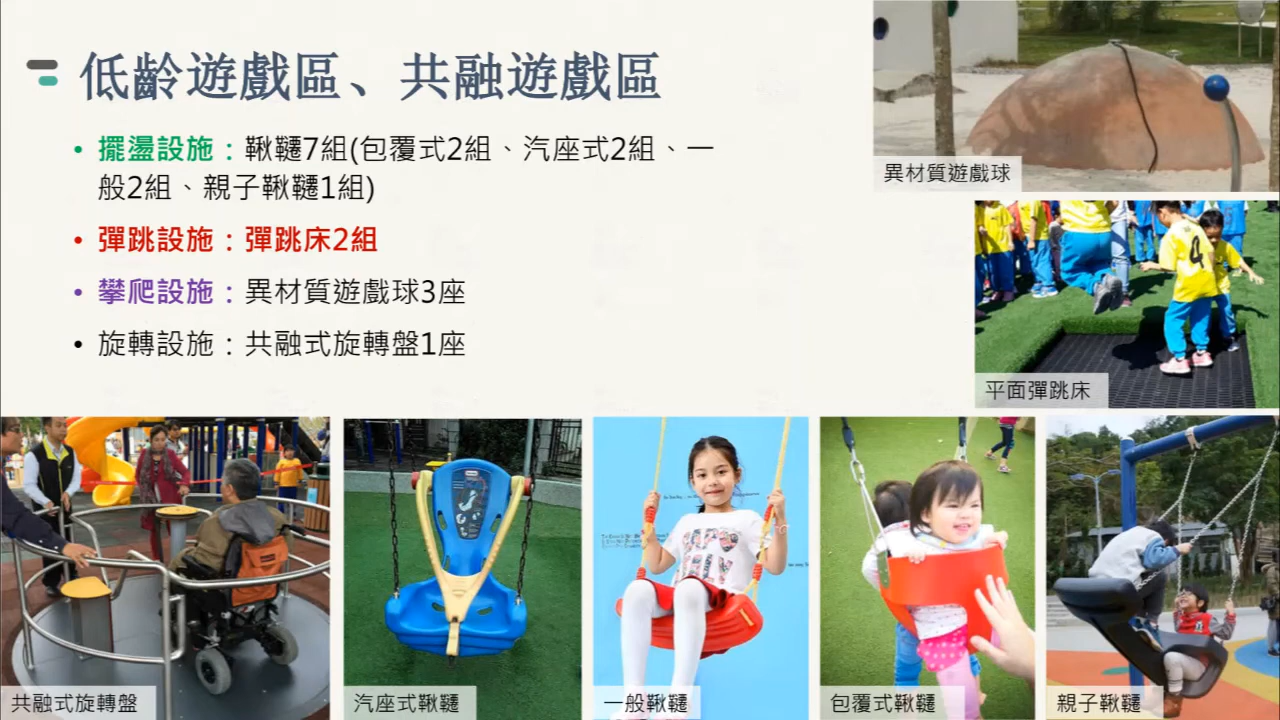 低齡遊戲區、共融遊戲區
• 擺盪設施：鞦韆7組(包覆式2組、汽座式2組、一
般2組、親子鞦韆1組)
• 彈跳設施：彈跳床2組
• 攀爬設施：異材質遊戲球3座
• 旋轉設施：共融式旋轉盤1座
異材質遊戲球
平面彈跳床
4
共融式旋轉盤
汽座式鞦韆
一般鞦韆
包覆式鞦韆
親子鞦韆